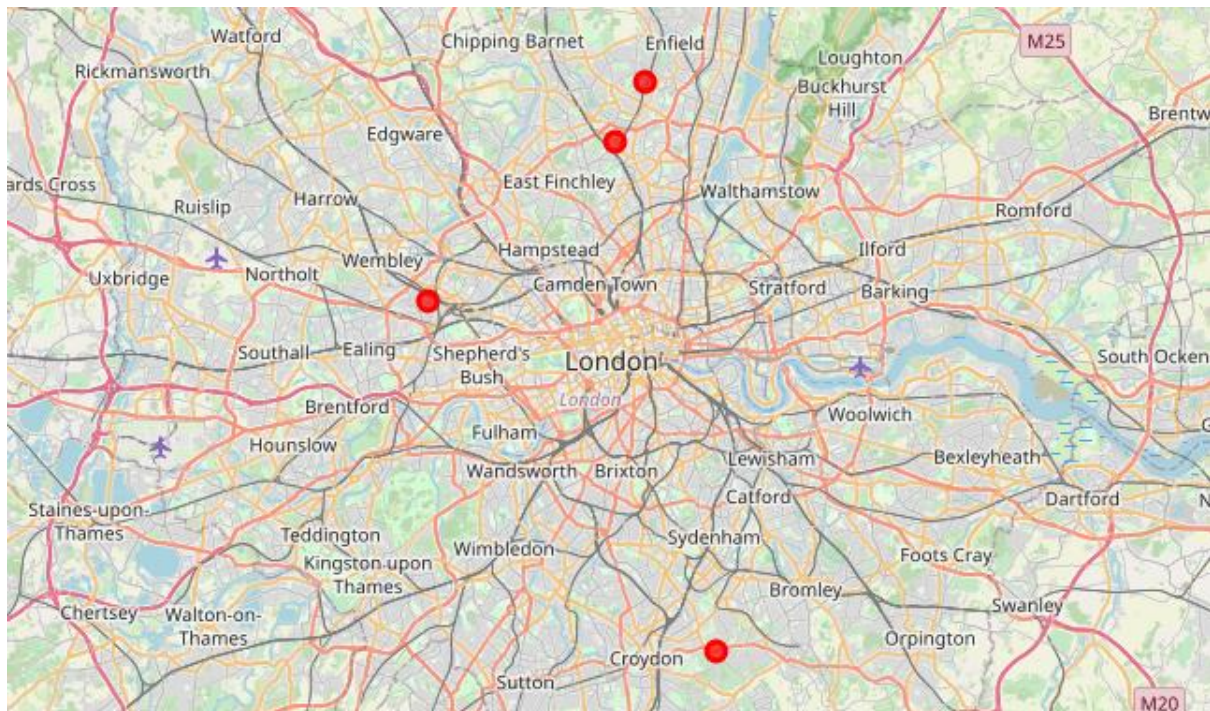 Watford
Chipping Barnet
Enfield
M25
Loughton
Rickmansworth
Buckhurst
Hill
Brentw
Edgware
East Finchley
Walthamstow
ards Cross
Ruislip
Harrow
Romford
Hampstead
Ilford
Wembley
Uxbridge
Northolt
Camden Town
Stratford
Barking
Southall
Ealing
Shepherd's
Bush
London
South Ocken
London
Brentford
Woolwich
Fulham
Hounslow
Wandsworth
Brixton
Lewisham
Bexleyheath
Catford
Dartford
N
G
Staines-upon-
Thames
Teddington
Wimbledon
Sydenham
Foots Cray
Kingston upon
Thames
Bromley
Chertsey
Walton-on-
Thames
Swanley
Croydon
Orpington
Sutton
M20